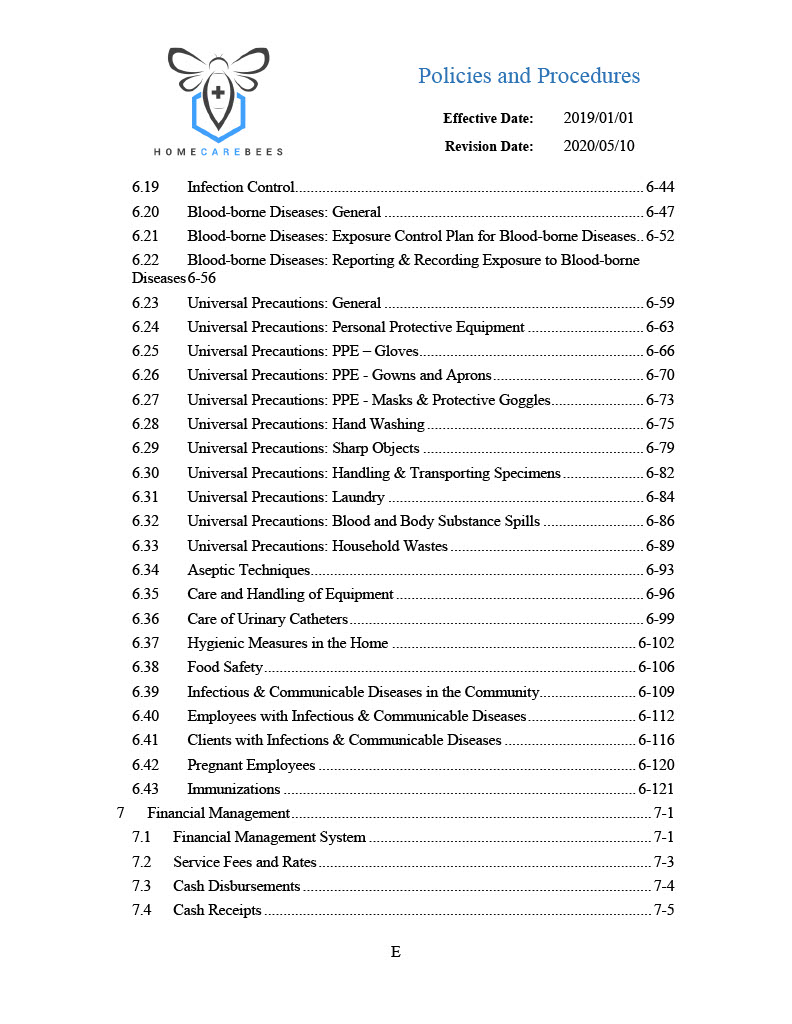 Policies and Procedures
Effective Date: 2019/01/01
Revision Date: 2020/05/10
HOMECAREBEES
6.19 Infection Control........................................................................................ 6-44
6.20 Blood-borne Diseases: General .................................................................. 6-47
6.21 Blood-borne Diseases: Exposure Control Plan for Blood-borne Diseases.. 6-52
6.22 Blood-borne Diseases: Reporting & Recording Exposure to Blood-borne
Diseases 6-56
6.23 Universal Precautions: General .................................................................. 6-59
6.24 Universal Precautions: Personal Protective Equipment ............................. 6-63
6.25 Universal Precautions: PPE – Gloves......................................................... 6-66
6.26 Universal Precautions: PPE - Gowns and Aprons...................................... 6-70
6.27 Universal Precautions: PPE - Masks & Protective Goggles....................... 6-73
6.28 Universal Precautions: Hand Washing ....................................................... 6-75
6.29 Universal Precautions: Sharp Objects ........................................................ 6-79
6.30 Universal Precautions: Handling & Transporting Specimens .................... 6-82
6.31 Universal Precautions: Laundry ................................................................. 6-84
6.32 Universal Precautions: Blood and Body Substance Spills ......................... 6-86
6.33 Universal Precautions: Household Wastes ................................................. 6-89
6.34 Aseptic Techniques.................................................................................... 6-93
6.35 Care and Handling of Equipment ............................................................... 6-96
6.36 Care of Urinary Catheters........................................................................... 6-99
6.37 Hygienic Measures in the Home .............................................................. 6-102
6.38 Food Safety.............................................................................................. 6-106
6.39 Infectious & Communicable Diseases in the Community........................ 6-109
6.40 Employees with Infectious & Communicable Diseases........................... 6-112
6.41 Clients with Infections & Communicable Diseases ................................. 6-116
6.42 Pregnant Employees ................................................................................ 6-120
6.43 Immunizations ......................................................................................... 6-121
7 Financial Management........................................................................................... 7-1
7.1 Financial Management System ....................................................................... 7-1
7.2 Service Fees and Rates .................................................................................... 7-3
7.3 Cash Disbursements ........................................................................................ 7-4
7.4 Cash Receipts .................................................................................................. 7-5
E